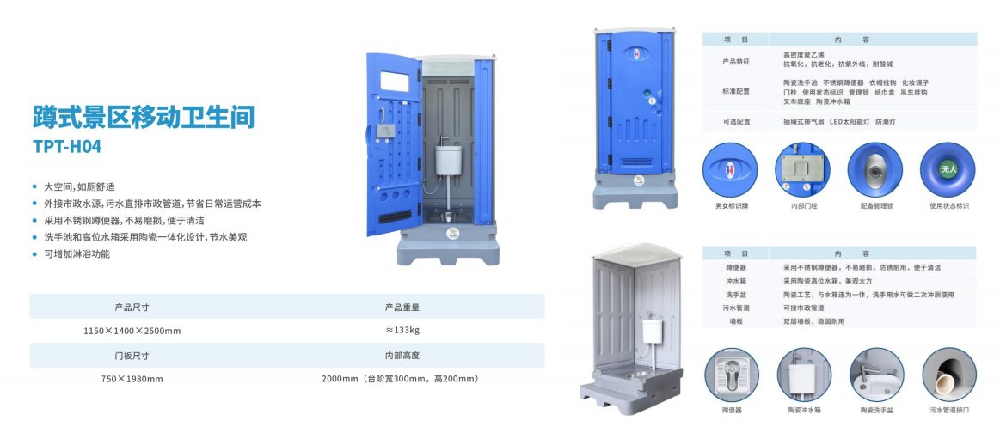 蹲式景区移动卫生间
TPT-H04
大空间,如厕舒适
外接市政水源,污水直排市政管道,节省日常运营成本
采用不锈钢蹲便器,不易磨损,便于清洁
洗手池和高位水箱采用陶瓷一体化设计,节水美观
可增加淋浴功能
产品尺寸 产品重量
1150×1400×2500mm ≈133kg
门板尺寸 内部高度
750×1980mm 2000mm（台阶宽300mm，高200mm）
项 目 内 容
产品特征 高密度聚乙烯
抗氧化，抗老化，抗紫外线，耐酸碱
标准配置 陶瓷洗手池 不锈钢蹲便器 衣帽挂钩 化妆镜子
门栓 使用状态标识 管理锁 纸巾盒 吊车挂钩
叉车底座 陶瓷冲水箱
可选配置 抽绳式排气扇 LED太阳能灯 防潮灯
无人
男女标识牌 内部门栓 配备管理锁 使用状态标识
项 目 内 容
蹲便器 采用不锈钢蹲便器，不易磨损，防锈耐用，便于清洁
冲水箱 采用陶瓷高位水箱，美观大方
洗手盆 陶瓷工艺，与水箱连为一体，洗手用水可做二次冲厕使用
污水管道 可接市政管道
墙板 双层墙板，稳固耐用
蹲便器 陶瓷冲水箱 陶瓷洗手盆 污水管道接口